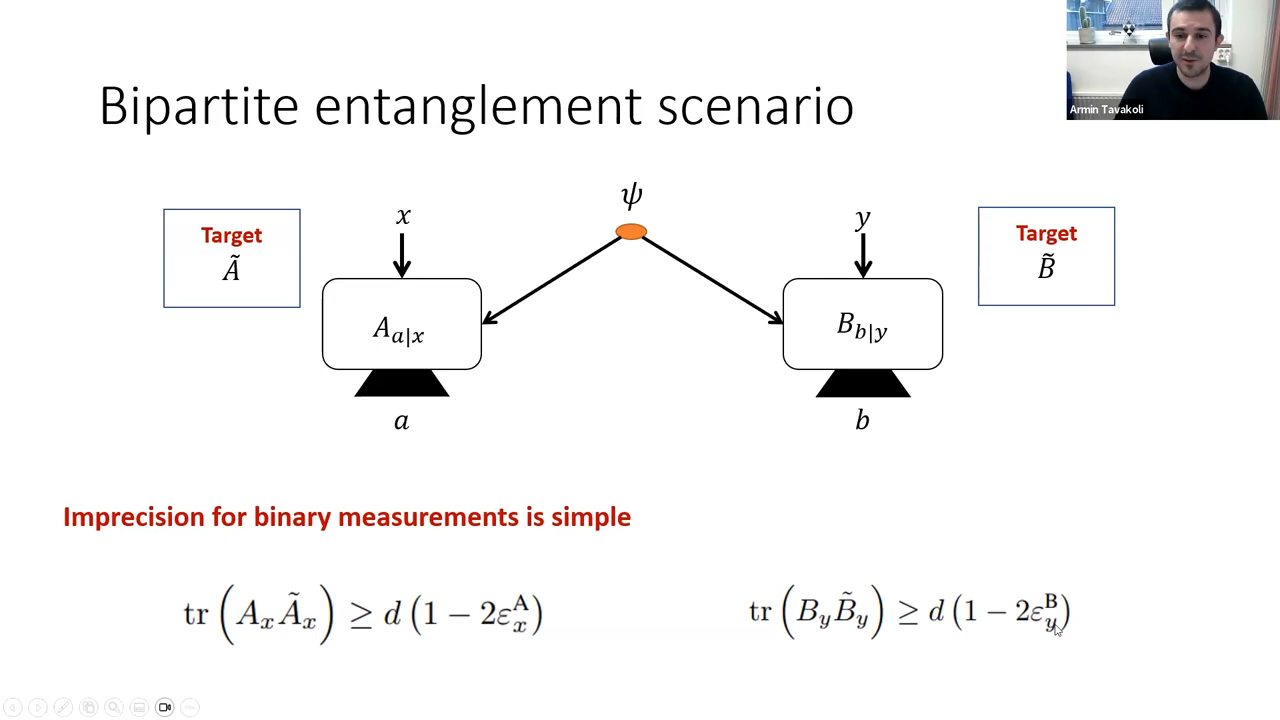 Armin Tavakoli
Bipartite entanglement scenario
ψ
Target
Ã
x
y
Target
B̃
A_{a|x}
B_{b|y}
a
b
Imprecision for binary measurements is simple
tr(A_x Ã_x) ≥ d(1 − 2ε_x^A)
tr(B_y B̃_y) ≥ d(1 − 2ε_y^B)